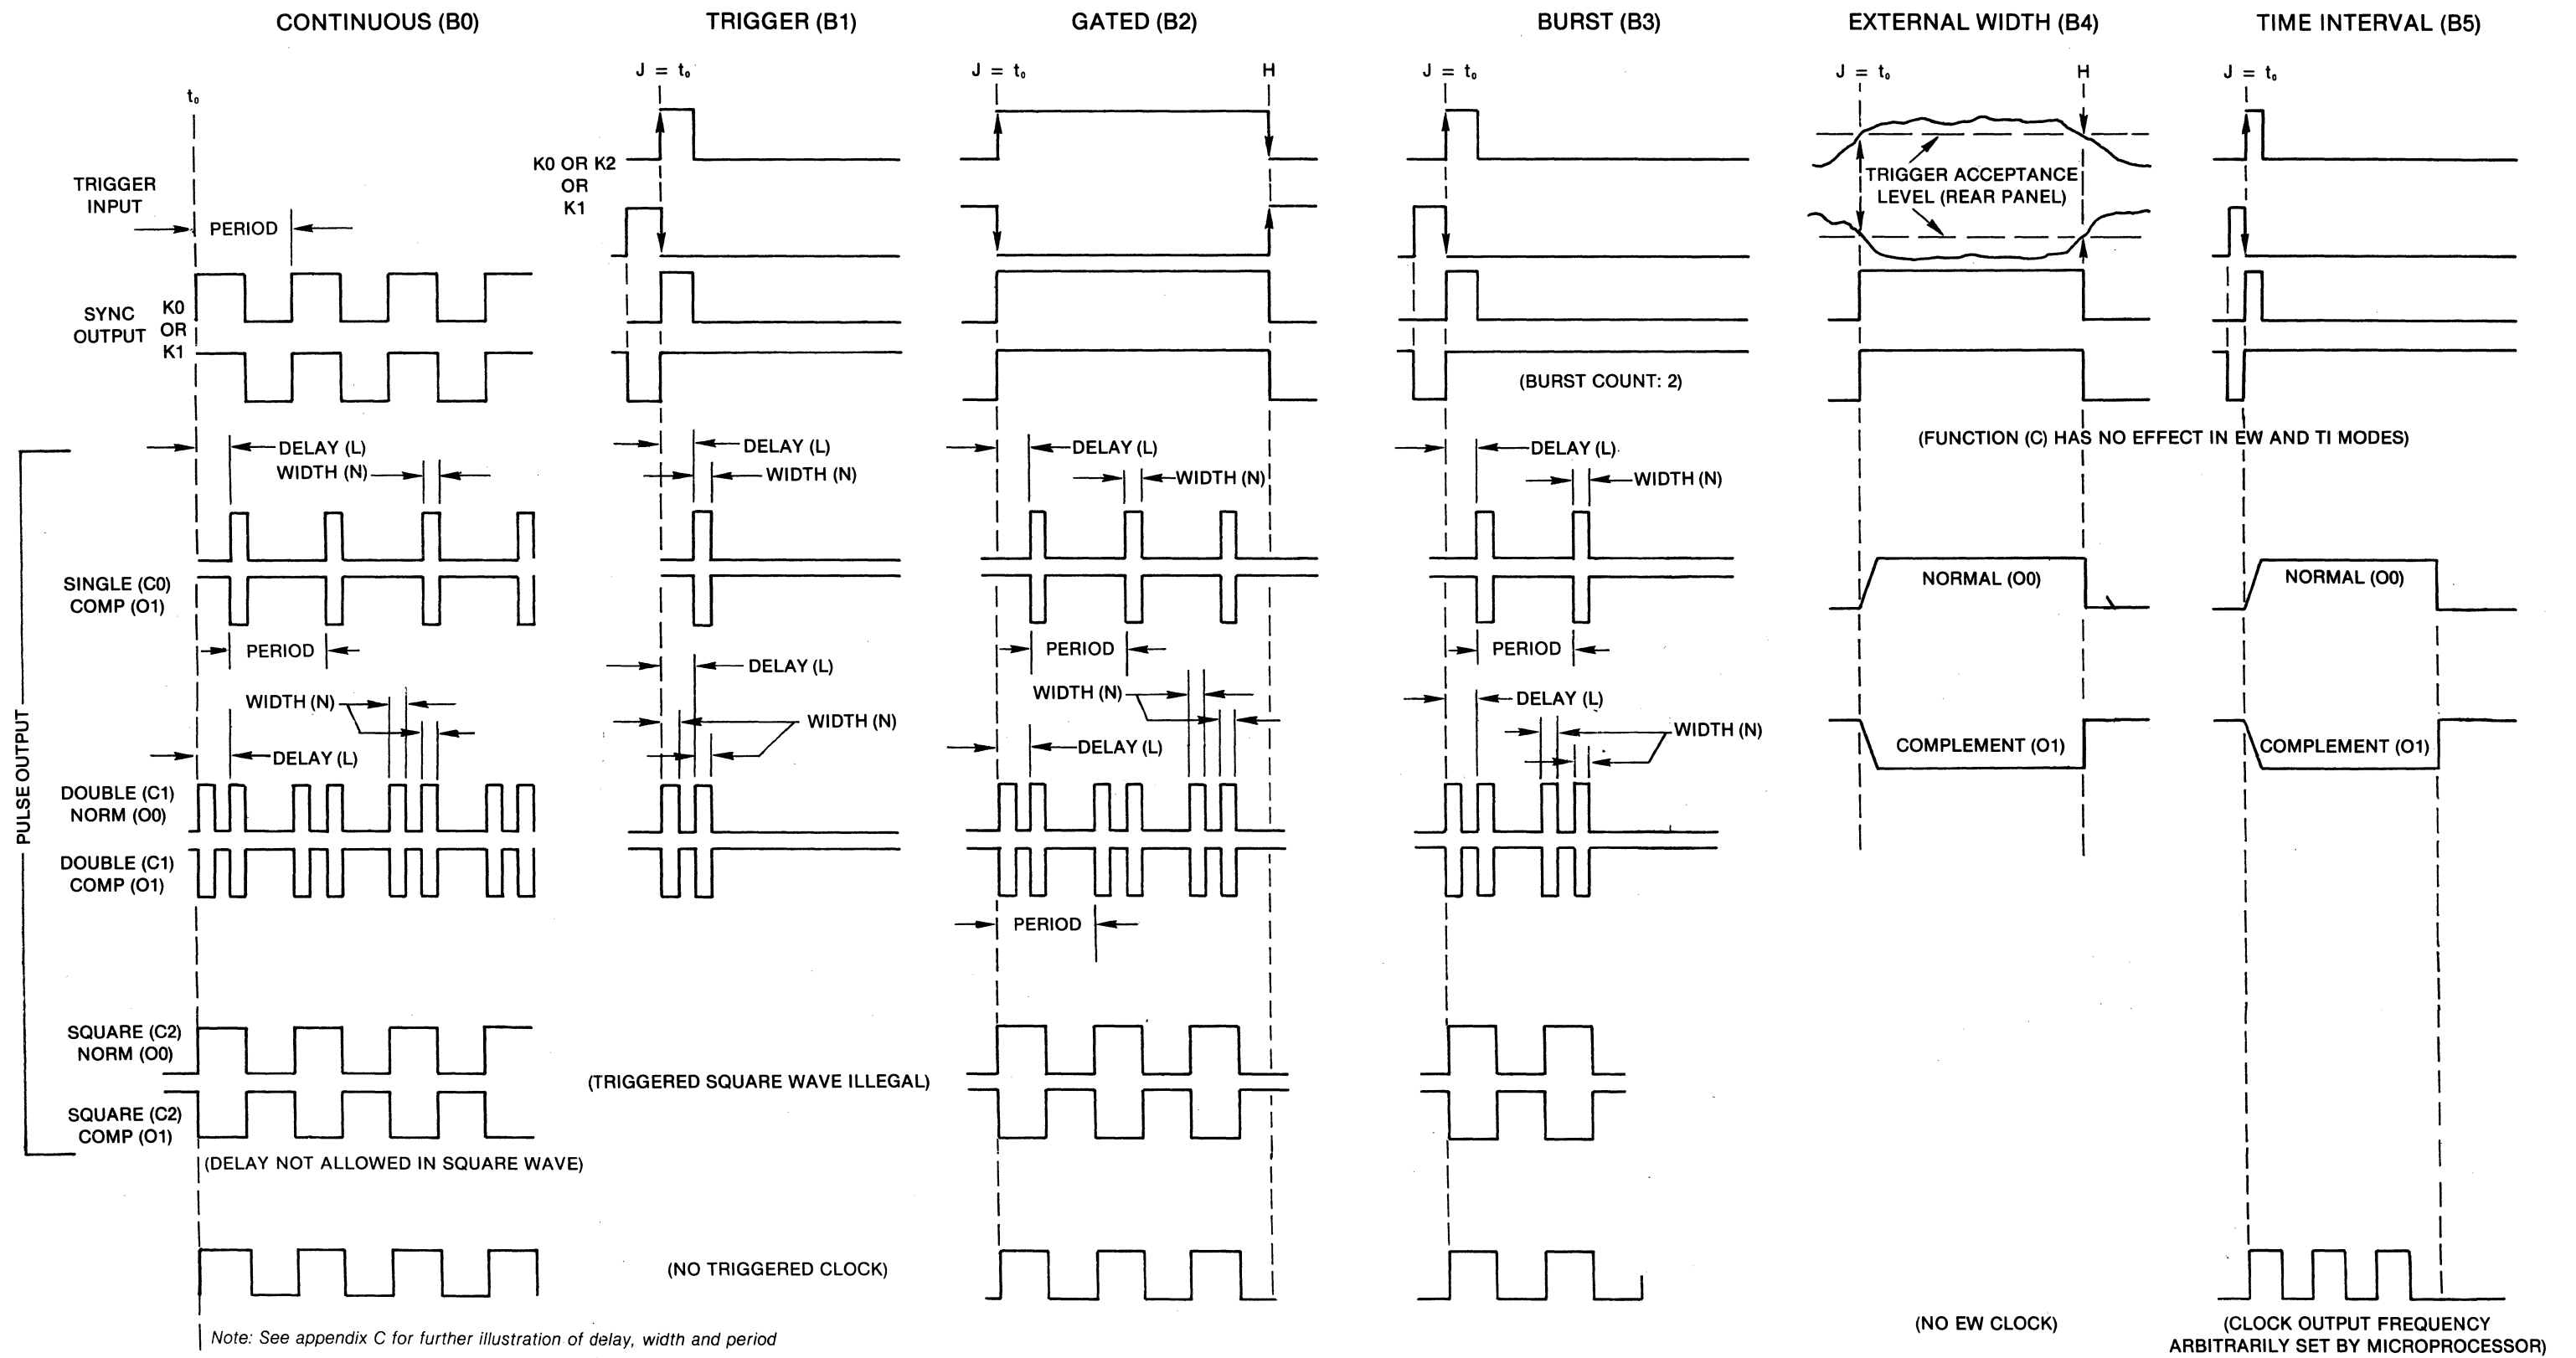 CONTINUOUS (B0)
TRIGGER (B1)
GATED (B2)
BURST (B3)
EXTERNAL WIDTH (B4)
TIME INTERVAL (B5)
t₀
J = t₀
J = t₀
H
J = t₀
J = t₀
H
J = t₀
TRIGGER
INPUT
PERIOD
K0 OR K2
OR
K1
TRIGGER ACCEPTANCE
LEVEL (REAR PANEL)
SYNC
OUTPUT
K0
OR
K1
(BURST COUNT: 2)
(FUNCTION (C) HAS NO EFFECT IN EW AND TI MODES)
PULSE OUTPUT
DELAY (L)
WIDTH (N)
DELAY (L)
WIDTH (N)
DELAY (L)
WIDTH (N)
DELAY (L)
WIDTH (N)
SINGLE (C0)
COMP (O1)
NORMAL (O0)
NORMAL (O0)
PERIOD
DELAY (L)
PERIOD
PERIOD
WIDTH (N)
DELAY (L)
WIDTH (N)
WIDTH (N)
DELAY (L)
DELAY (L)
WIDTH (N)
COMPLEMENT (O1)
COMPLEMENT (O1)
DOUBLE (C1)
NORM (O0)
DOUBLE (C1)
COMP (O1)
PERIOD
SQUARE (C2)
NORM (O0)
(TRIGGERED SQUARE WAVE ILLEGAL)
SQUARE (C2)
COMP (O1)
(DELAY NOT ALLOWED IN SQUARE WAVE)
(NO TRIGGERED CLOCK)
(NO EW CLOCK)
(CLOCK OUTPUT FREQUENCY
ARBITRARILY SET BY MICROPROCESSOR)
Note: See appendix C for further illustration of delay, width and period